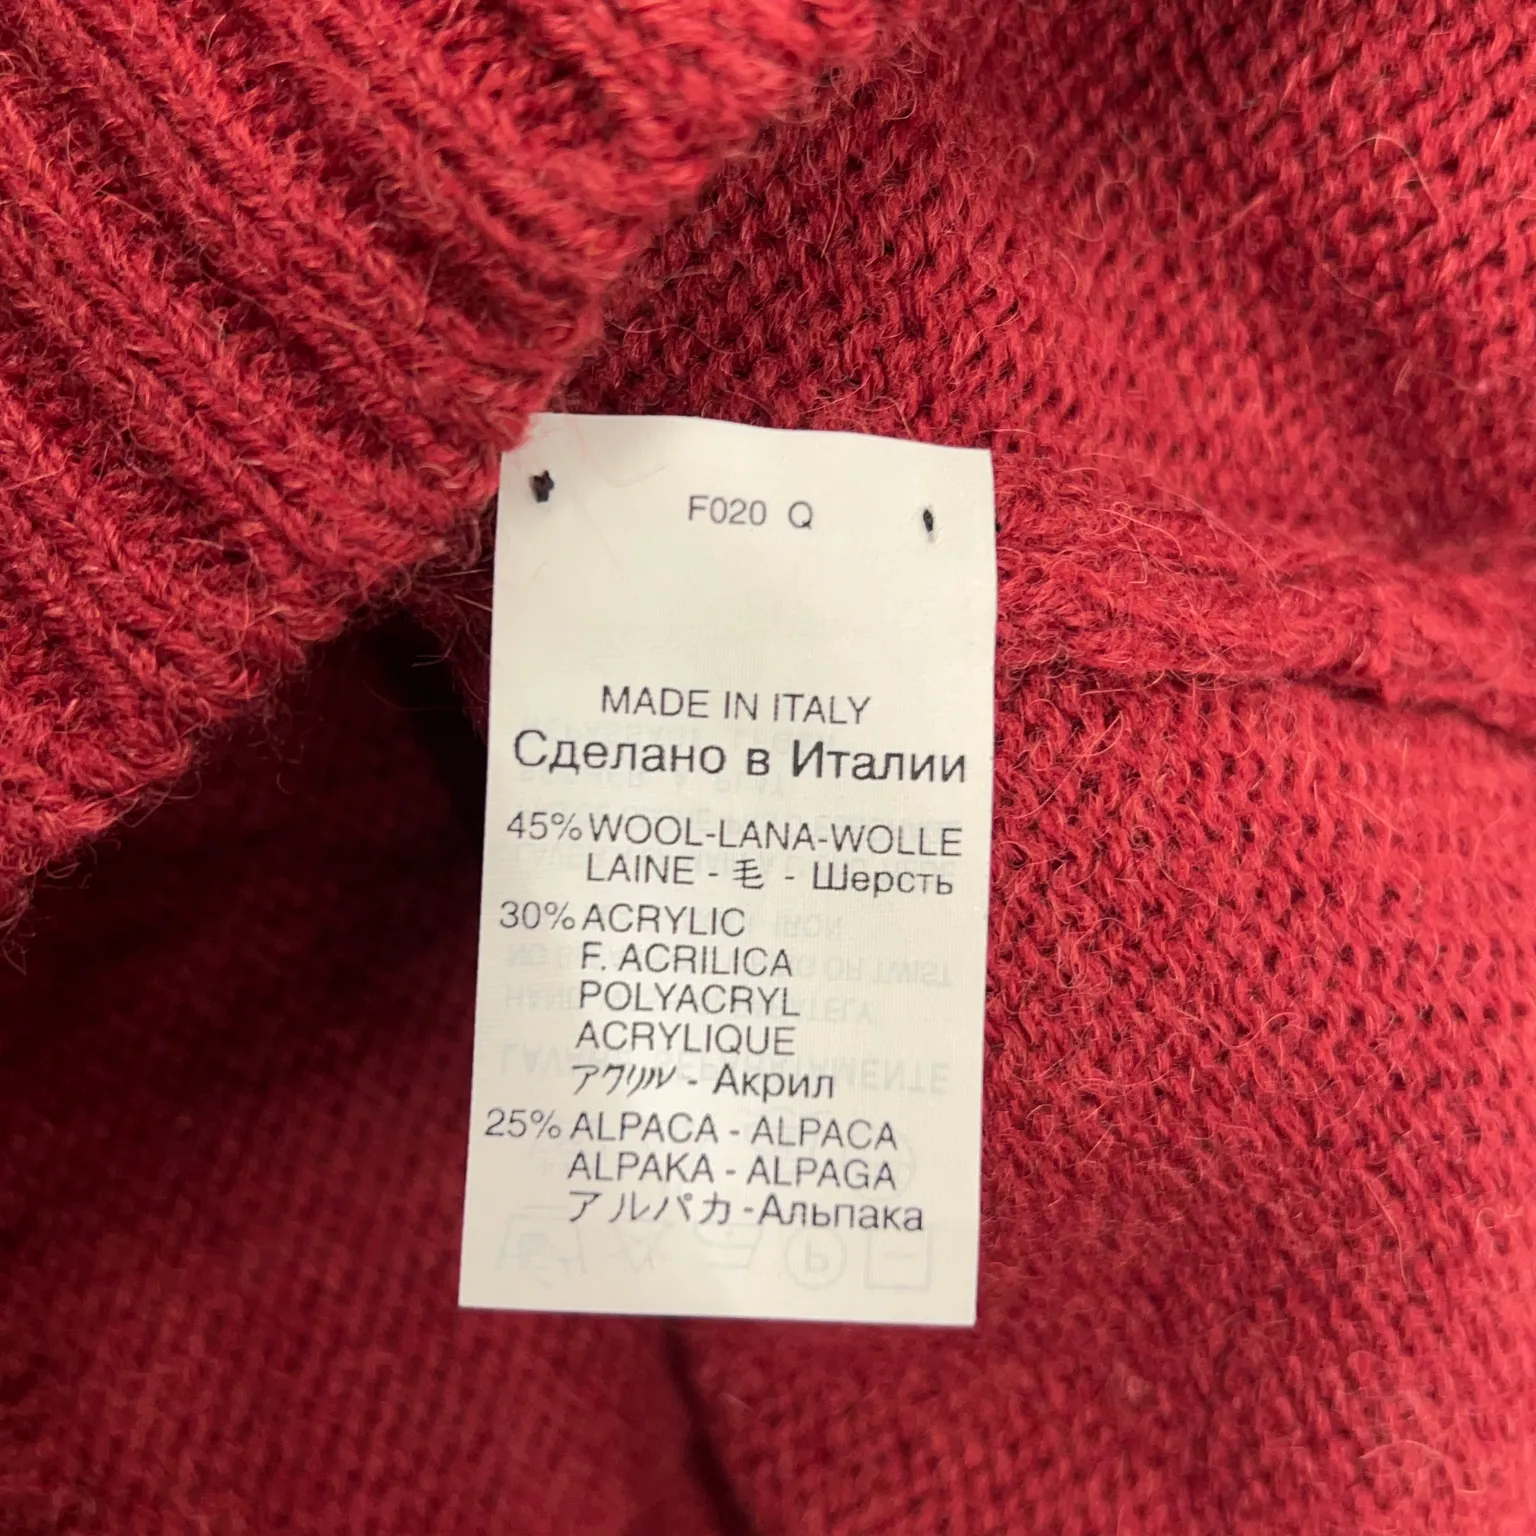 F020 Q
MADE IN ITALY
Сделано в Италии
45% WOOL-LANA-WOLLE
LAINE - 毛 - Шерсть
30% ACRYLIC
F. ACRILICA
POLYACRYL
ACRYLIQUE
アクリル - Акрил
25% ALPACA - ALPACA
ALPAKA - ALPAGA
アルパカ -Альпака